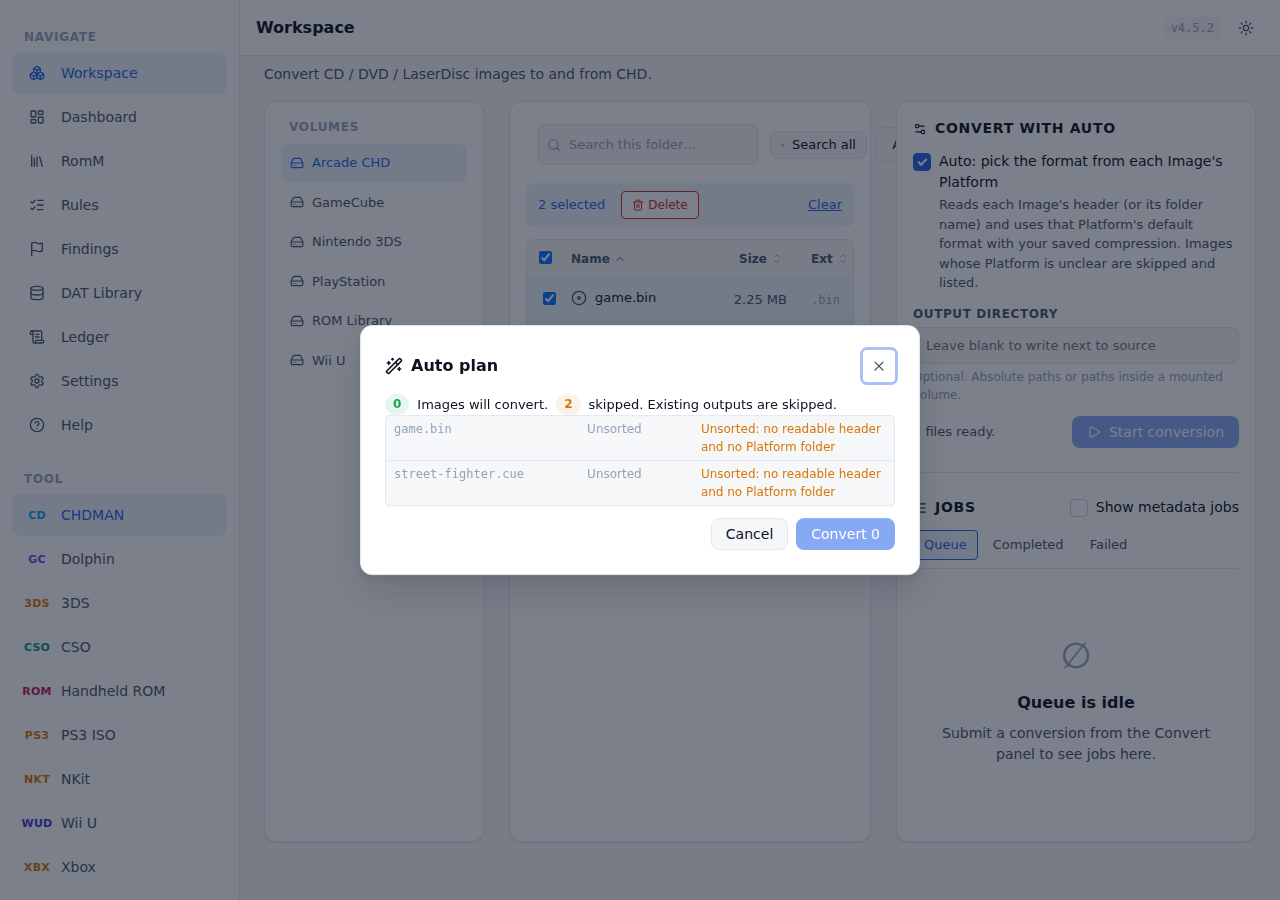 NAVIGATE
Workspace
Dashboard
RomM
Rules
Findings
DAT Library
Ledger
Settings
Help
TOOL
CD CHDMAN
GC Dolphin
3DS 3DS
CSO CSO
ROM Handheld ROM
PS3 PS3 ISO
NKT NKit
WUD Wii U
XBX Xbox
Workspace
v4.5.2
Convert CD / DVD / LaserDisc images to and from CHD.
VOLUMES
Arcade CHD
GameCube
Nintendo 3DS
PlayStation
ROM Library
Wii U
Search this folder...
Search all
2 selected
Delete
Clear
Name Size Ext
game.bin 2.25 MB .bin
CONVERT WITH AUTO
Auto: pick the format from each Image's
Platform
Reads each Image's header (or its folder
name) and uses that Platform's default
format with your saved compression. Images
whose Platform is unclear are skipped and
listed.
OUTPUT DIRECTORY
Leave blank to write next to source
Optional. Absolute paths or paths inside a mounted
volume.
files ready.
Start conversion
JOBS
Show metadata jobs
Queue Completed Failed
Queue is idle
Submit a conversion from the Convert
panel to see jobs here.
Auto plan
0 Images will convert. 2 skipped. Existing outputs are skipped.
game.bin Unsorted Unsorted: no readable header
and no Platform folder
street-fighter.cue Unsorted Unsorted: no readable header
and no Platform folder
Cancel
Convert 0